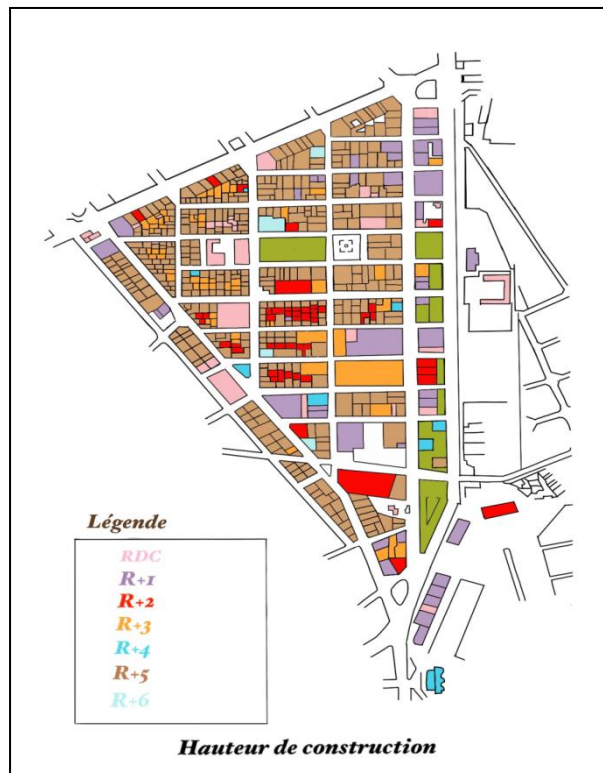 Légende
RDC
R+1
R+2
R+3
R+4
R+5
R+6
Hauteur de construction